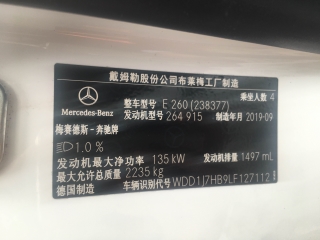 戴姆勒股份公司布莱梅工厂制造
乘坐人数 4
Mercedes-Benz
整车型号 E 260 (238377)
发动机型号 264 915 制造年月 2019-09
梅赛德斯-奔驰牌
1.0 %
发动机最大净功率 135 kW 发动机排量 1497 mL
最大允许总质量 2235 kg
德国制造 车辆识别代号 WDD1J7HB9LF127112